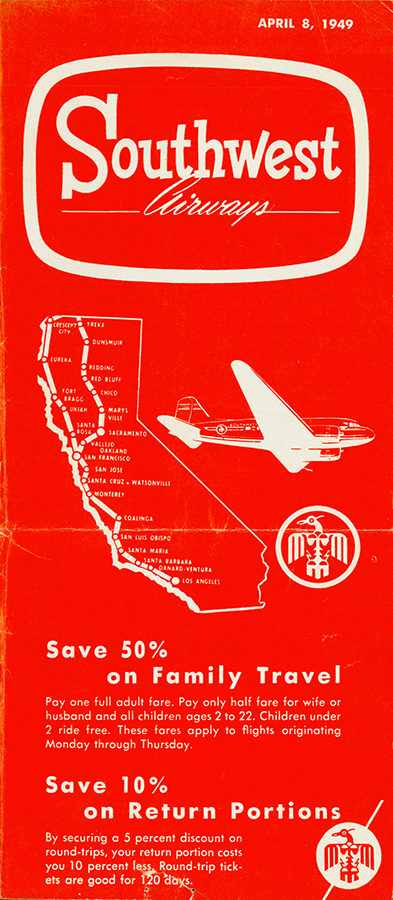 APRIL 8, 1949
Southwest
Airways
CRESCENT
CITY
YREKA
DUNSMUIR
EUREKA
REDDING
RED BLUFF
CHICO
FORT
BRAGG
UKIAH
MARYS
VILLE
SANTA
ROSA
SACRAMENTO
VALLEJO
OAKLAND
SAN FRANCISCO
SAN JOSE
SANTA CRUZ - WATSONVILLE
MONTEREY
COALINGA
SAN LUIS OBISPO
SANTA MARIA
SANTA BARBARA
OXNARD-VENTURA
LOS ANGELES
Save 50%
on Family Travel
Pay one full adult fare. Pay only half fare for wife or
husband and all children ages 2 to 22. Children under
2 ride free. These fares apply to flights originating
Monday through Thursday.
Save 10%
on Return Portions
By securing a 5 percent discount on
round-trips, your return portion costs
you 10 percent less. Round-trip tick-
ets are good for 120 days.